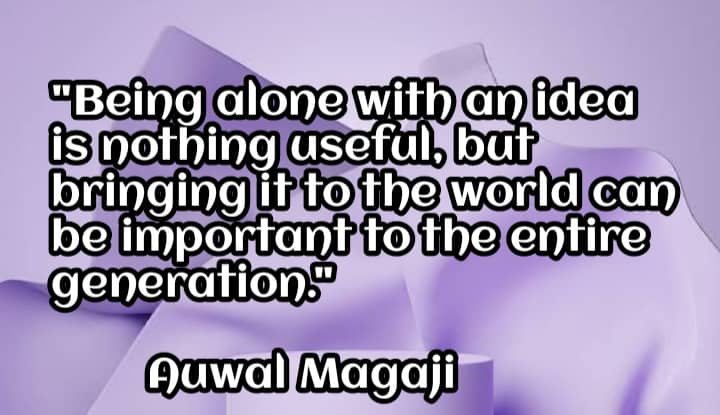 "Being alone with an idea
is nothing useful, but
bringing it to the world can
be important to the entire
generation."
Auwal Magaji